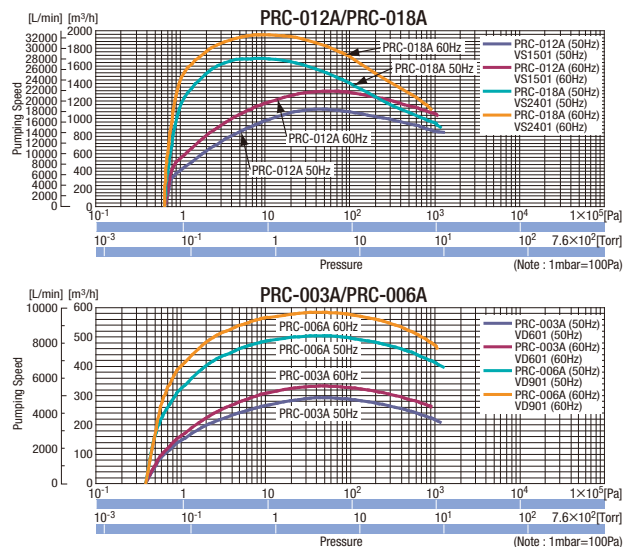 PRC-012A/PRC-018A
[L/min] [m³/h]
32000
30000
28000
26000
24000
22000
20000
18000
16000
14000
12000
10000
8000
6000
4000
2000
0
2000
1800
1600
1400
1200
1000
800
600
400
200
0
Pumping Speed
PRC-018A 60Hz
PRC-018A 50Hz
PRC-012A 60Hz
PRC-012A 50Hz
PRC-012A (50Hz)
VS1501 (50Hz)
PRC-012A (60Hz)
VS1501 (60Hz)
PRC-018A (50Hz)
VS2401 (50Hz)
PRC-018A (60Hz)
VS2401 (60Hz)
10⁻¹ 1 10 10² 10³ 10⁴ 1×10⁵[Pa]
10⁻³ 10⁻¹ 1 10¹ 10² 7.6×10²[Torr]
Pressure (Note : 1mbar=100Pa)
PRC-003A/PRC-006A
[L/min] [m³/h]
10000
8000
6000
4000
2000
0
600
500
400
300
200
100
0
Pumping Speed
PRC-006A 60Hz
PRC-006A 50Hz
PRC-003A 60Hz
PRC-003A 50Hz
PRC-003A (50Hz)
VD601 (50Hz)
PRC-003A (60Hz)
VD601 (60Hz)
PRC-006A (50Hz)
VD901 (50Hz)
PRC-006A (60Hz)
VD901 (60Hz)
10⁻¹ 1 10 10² 10³ 10⁴ 1×10⁵[Pa]
10⁻³ 10⁻¹ 1 10¹ 10² 7.6×10²[Torr]
Pressure (Note : 1mbar=100Pa)